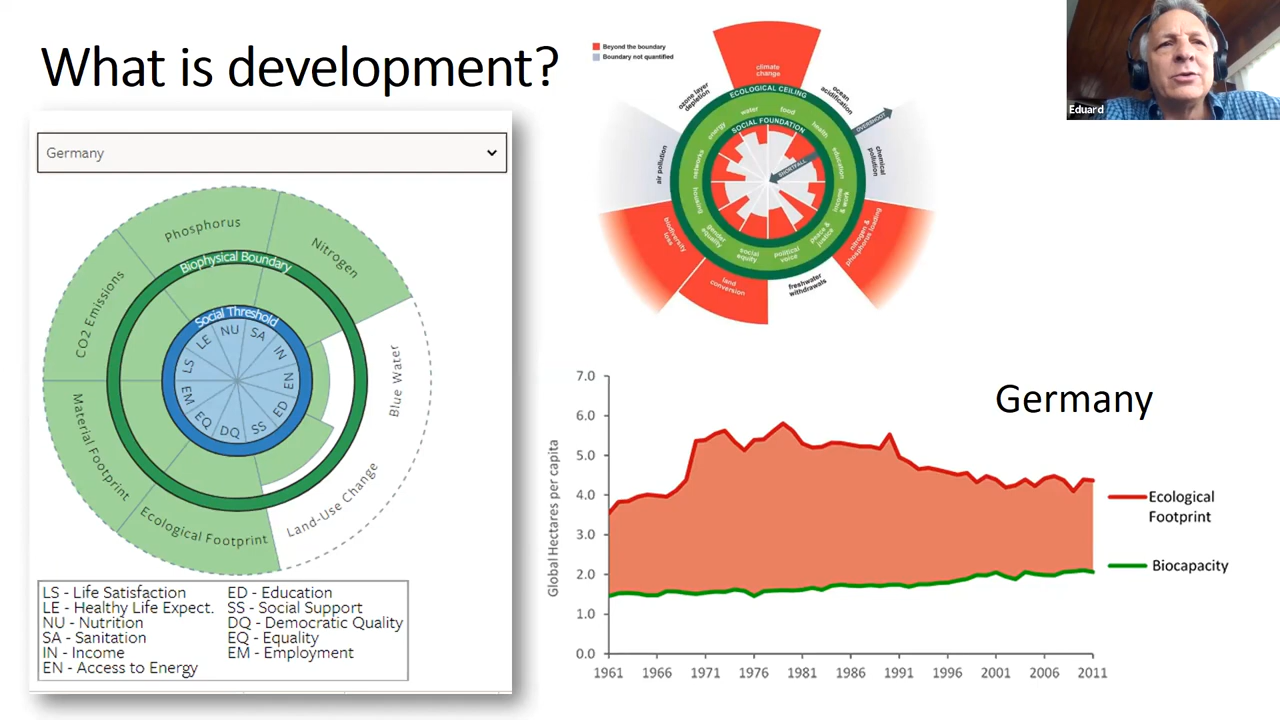 What is development?
Germany
Phosphorus
Nitrogen
CO2 Emissions
Biophysical Boundary
Social Threshold
Blue Water
Material Footprint
Land-Use Change
Ecological Footprint
LS
LE
NU
SA
IN
EN
ED
SS
DQ
EQ
EM
LS - Life Satisfaction
LE - Healthy Life Expect.
NU - Nutrition
SA - Sanitation
IN - Income
EN - Access to Energy
ED - Education
SS - Social Support
DQ - Democratic Quality
EQ - Equality
EM - Employment
Beyond the boundary
Boundary not quantified
climate
change
ozone layer
depletion
ocean
acidification
air pollution
chemical
pollution
biodiversity
loss
nitrogen &
phosphorus loading
land
conversion
freshwater
withdrawals
ECOLOGICAL CEILING
OVERSHOOT
water
food
energy
health
networks
education
housing
income
& work
gender
equality
peace &
justice
social
equity
political
voice
SOCIAL FOUNDATION
SHORTFALL
Eduard
Germany
Global Hectares per capita
7.0
6.0
5.0
4.0
3.0
2.0
1.0
0.0
1961 1966 1971 1976 1981 1986 1991 1996 2001 2006 2011
Ecological
Footprint
Biocapacity